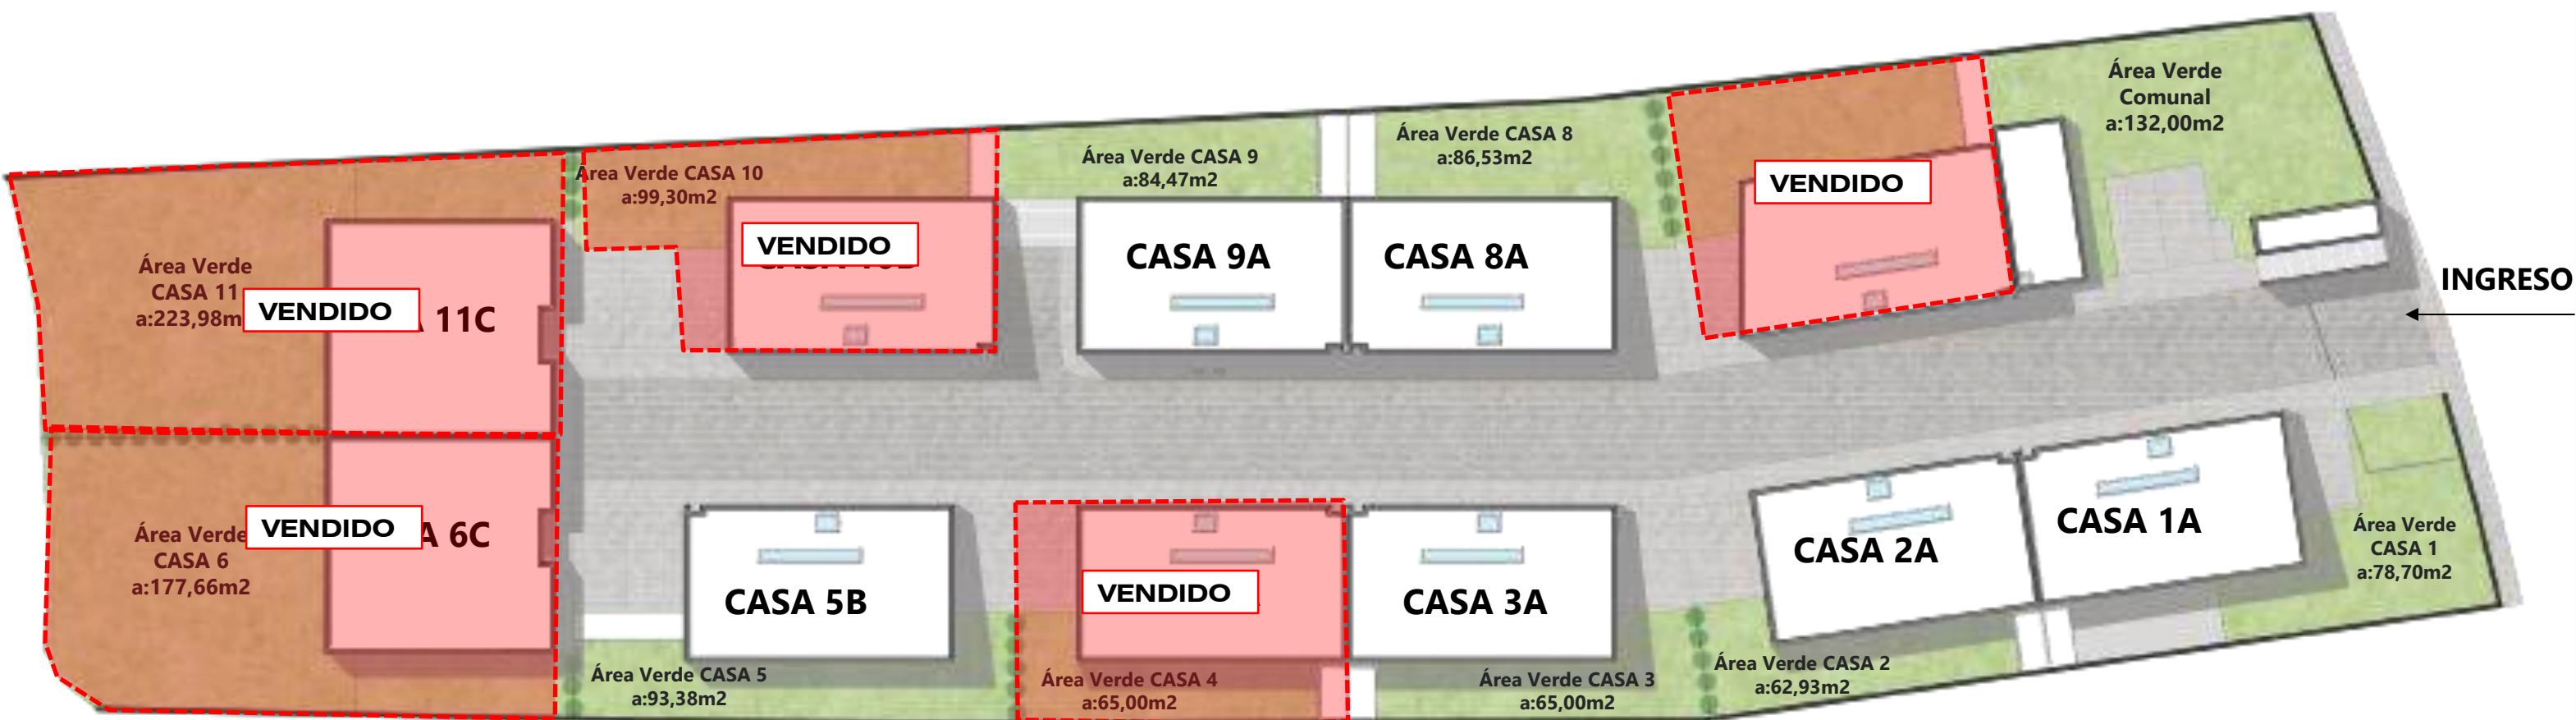 Área Verde
Comunal
a:132,00m2
Área Verde CASA 8
a:86,53m2
Área Verde CASA 9
a:84,47m2
Área Verde CASA 10
a:99,30m2
VENDIDO
VENDIDO
CASA 9A
CASA 8A
INGRESO
Área Verde
CASA 11
a:223,98m
VENDIDO
11C
Área Verde
CASA 6
a:177,66m2
VENDIDO
A 6C
CASA 5B
VENDIDO
CASA 3A
CASA 2A
CASA 1A
Área Verde
CASA 1
a:78,70m2
Área Verde CASA 5
a:93,38m2
Área Verde CASA 4
a:65,00m2
Área Verde CASA 3
a:65,00m2
Área Verde CASA 2
a:62,93m2